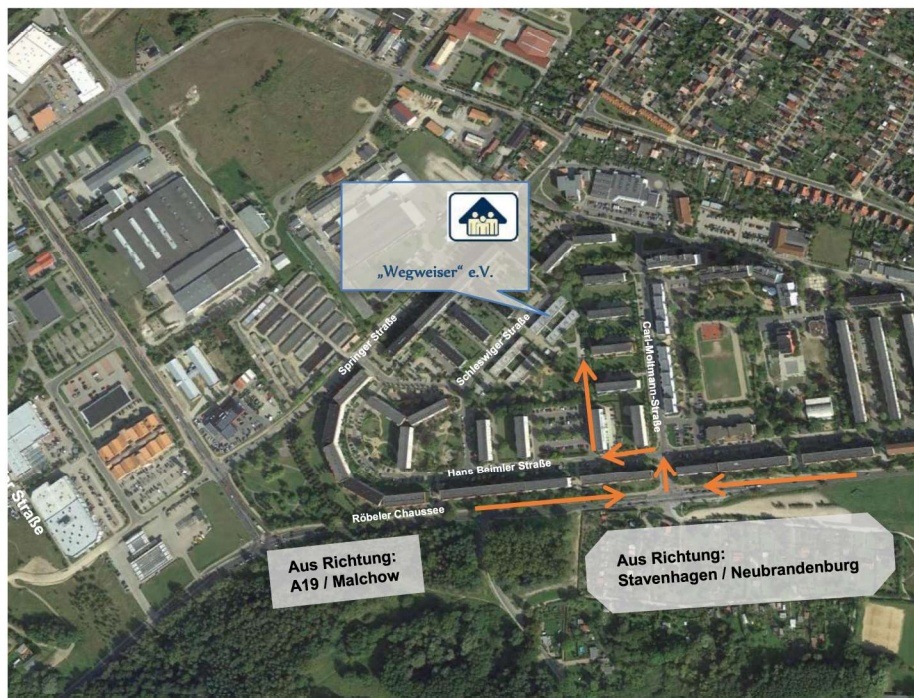 „Wegweiser“ e.V.
Springer Straße
Schleswiger Straße
Carl-Moltmann-Straße
Hans Beimler Straße
Röbeler Chaussee
Straße
Aus Richtung:
A19 / Malchow
Aus Richtung:
Stavenhagen / Neubrandenburg